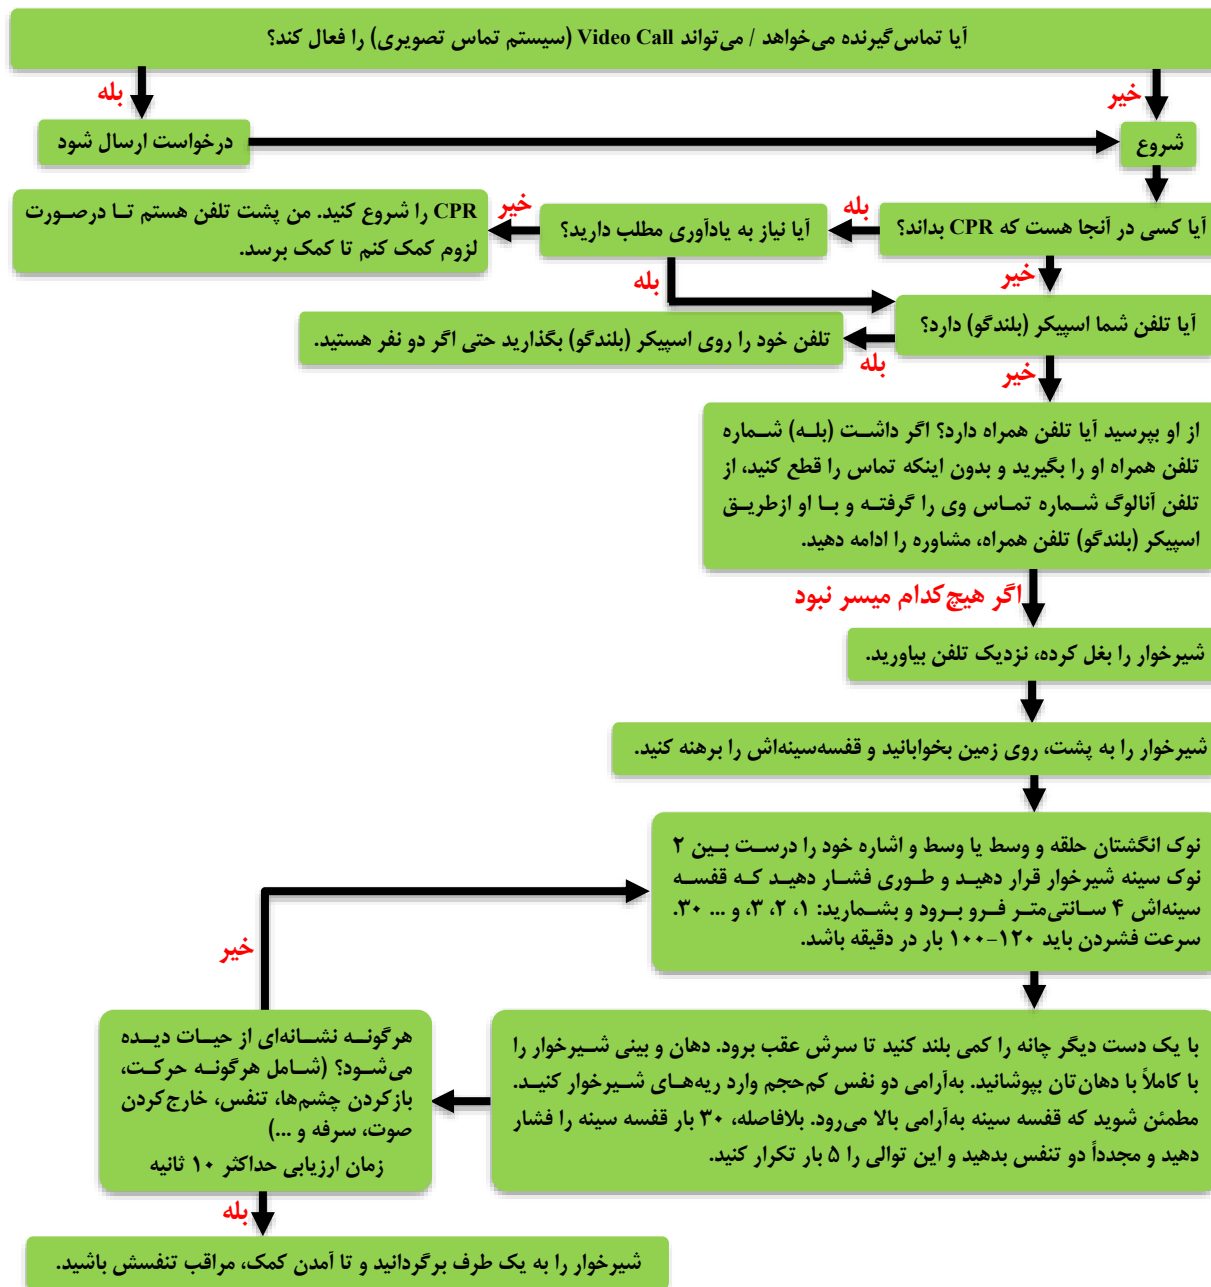 آیا تماس‌گیرنده می‌خواهد / می‌تواند Video Call (سیستم تماس تصویری) را فعال کند؟
خیر
بله
شروع
درخواست ارسال شود
آیا کسی در آنجا هست که CPR بداند؟
بله
آیا نیاز به یادآوری مطلب دارید؟
خیر
CPR را شروع کنید. من پشت تلفن هستم تا درصورت
لزوم کمک کنم تا کمک برسد.
خیر
بله
آیا تلفن شما اسپیکر (بلندگو) دارد؟
بله
تلفن خود را روی اسپیکر (بلندگو) بگذارید حتی اگر دو نفر هستید.
خیر
از او بپرسید آیا تلفن همراه دارد؟ اگر داشت (بله) شماره
تلفن همراه او را بگیرید و بدون اینکه تماس را قطع کنید، از
تلفن آنالوگ شماره تماس وی را گرفته و با او ازطریق
اسپیکر (بلندگو) تلفن همراه، مشاوره را ادامه دهید.
اگر هیچ‌کدام میسر نبود
شیرخوار را بغل کرده، نزدیک تلفن بیاورید.
شیرخوار را به پشت، روی زمین بخوابانید و قفسه‌سینه‌اش را برهنه کنید.
نوک انگشتان حلقه و وسط یا وسط و اشاره خود را درست بین ۲
نوک سینه شیرخوار قرار دهید و طوری فشار دهید که قفسه
سینه‌اش ۴ سانتی‌متر فرو برود و بشمارید: ۱، ۲، ۳، و ... ۳۰.
سرعت فشردن باید ۱۲۰-۱۰۰ بار در دقیقه باشد.
با یک دست دیگر چانه را کمی بلند کنید تا سرش عقب برود. دهان و بینی شیرخوار را
با کاملاً با دهان‌تان بپوشانید. به‌آرامی دو نفس کم‌حجم وارد ریه‌های شیرخوار کنید.
مطمئن شوید که قفسه سینه به‌آرامی بالا می‌رود. بلافاصله، ۳۰ بار قفسه سینه را فشار
دهید و مجدداً دو تنفس بدهید و این توالی را ۵ بار تکرار کنید.
هرگونه نشانه‌ای از حیات دیده
می‌شود؟ (شامل هرگونه حرکت،
بازکردن چشم‌ها، تنفس، خارج‌کردن
صوت، سرفه و ...)
زمان ارزیابی حداکثر ۱۰ ثانیه
خیر
بله
شیرخوار را به یک طرف برگردانید و تا آمدن کمک، مراقب تنفسش باشید.